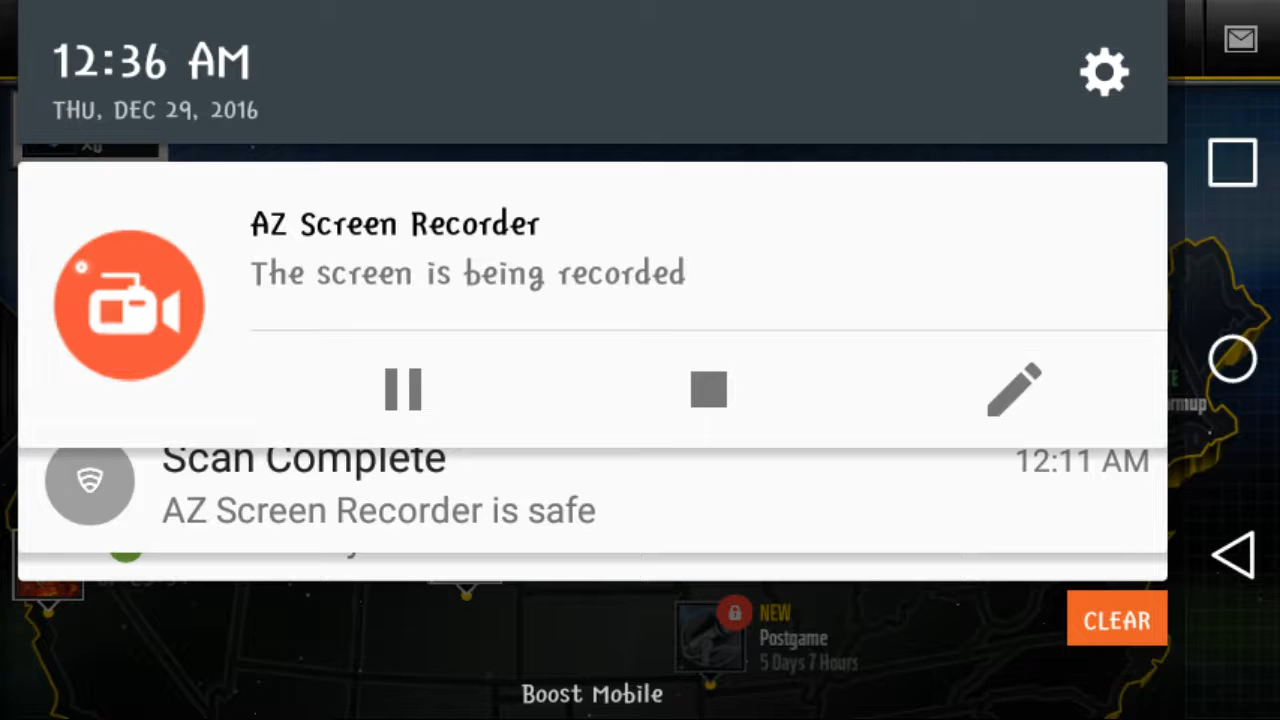 12:36 AM
THU, DEC 29, 2016
AZ Screen Recorder
The screen is being recorded
Scan Complete
12:11 AM
AZ Screen Recorder is safe
NEW
Postgame
5 Days 7 Hours
CLEAR
Boost Mobile